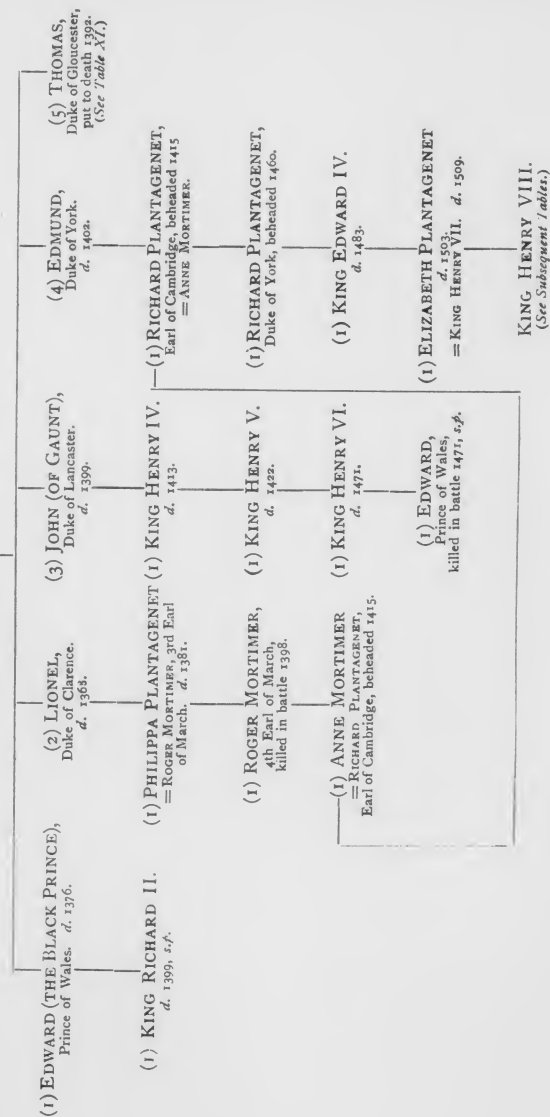 (1) EDWARD (THE BLACK PRINCE),
Prince of Wales. d. 1376.
(1) KING RICHARD II.
d. 1399, s.p.
(2) LIONEL,
Duke of Clarence.
d. 1368.
(1) PHILIPPA PLANTAGENET
= ROGER MORTIMER, 3rd Earl
of March. d. 1381.
(1) ROGER MORTIMER,
4th Earl of March,
killed in battle 1398.
(1) ANNE MORTIMER
= RICHARD PLANTAGENET,
Earl of Cambridge, beheaded 1415.
(3) JOHN (OF GAUNT),
Duke of Lancaster.
d. 1399.
(1) KING HENRY IV.
d. 1413.
(1) KING HENRY V.
d. 1422.
(1) KING HENRY VI.
d. 1471.
(1) EDWARD,
Prince of Wales,
killed in battle 1471, s.p.
(4) EDMUND,
Duke of York.
d. 1402.
(1) RICHARD PLANTAGENET,
Earl of Cambridge, beheaded 1415
= ANNE MORTIMER.
(1) RICHARD PLANTAGENET,
Duke of York, beheaded 1460.
(1) KING EDWARD IV.
d. 1483.
(1) ELIZABETH PLANTAGENET
d. 1503.
= KING HENRY VII. d. 1509.
KING HENRY VIII.
(See Subsequent Tables.)
(5) THOMAS,
Duke of Gloucester,
put to death 1392.
(See Table XI.)